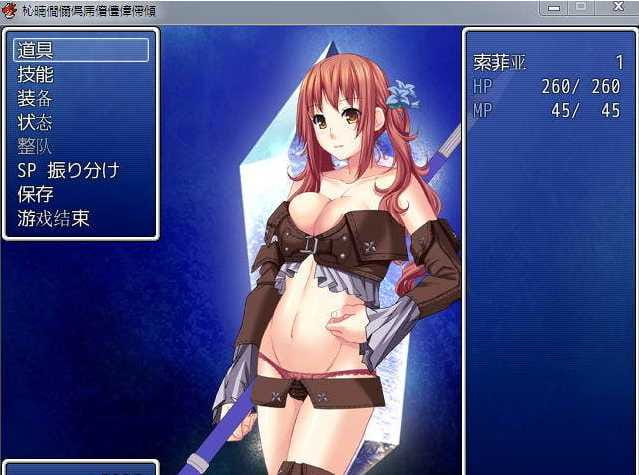 道具
技能
装备
状态
整队
SP 振り分け
保存
游戏结束
索菲亚 1
HP 260/ 260
MP 45/ 45